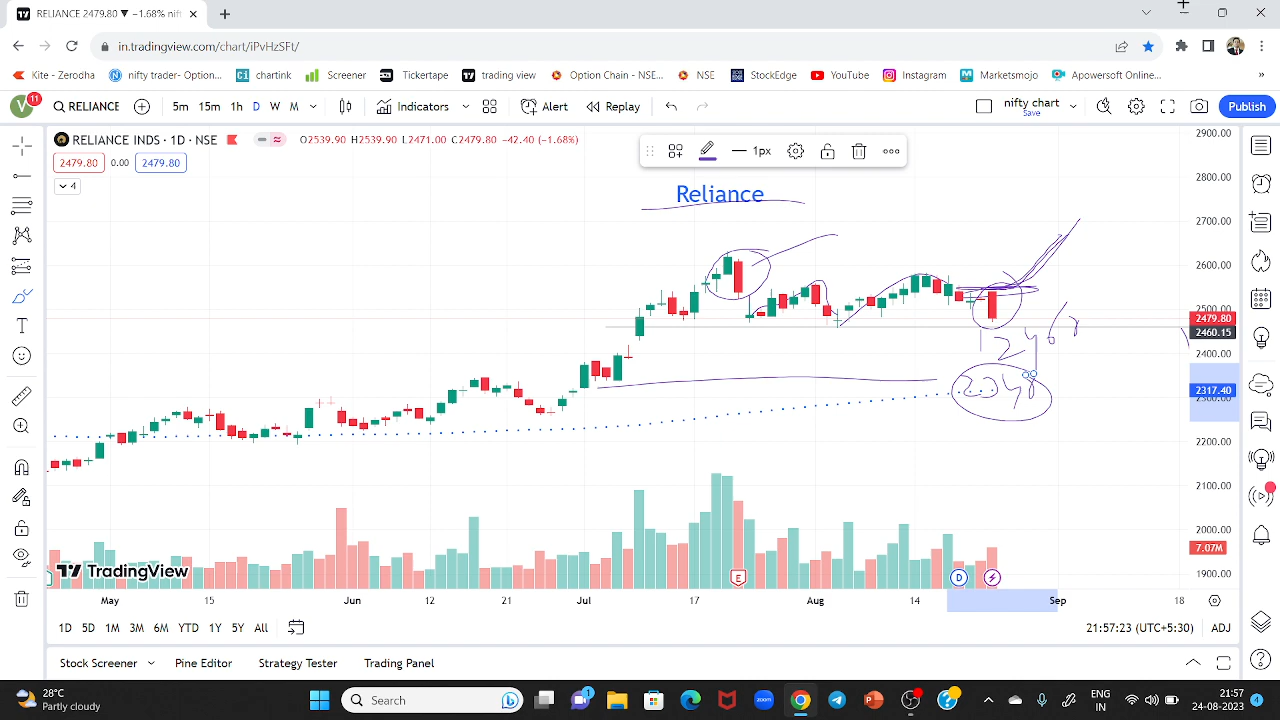 RELIANCE 2479.80 ▼ −1.68% nift
in.tradingview.com/chart/iPvHzSFt/
Kite - Zerodha nifty trader- Option... chartink Screener Tickertape trading view Option Chain - NSE... NSE StockEdge YouTube Instagram Marketsmojo Apowersoft Online... »
V 11 RELIANCE 5m 15m 1h D W M Indicators Alert Replay nifty chart Save Publish
RELIANCE INDS · 1D · NSE O2539.90 H2539.90 L2471.00 C2479.80 −42.40 (−1.68%)
1px
2479.80 0.00 2479.80
4
Reliance
2900.00
2800.00
2700.00
2600.00
2500.00
2479.80
2460.15
2400.00
2317.40
2300.00
2200.00
2100.00
2000.00
7.07M
1900.00
E D
TradingView
May 15 Jun 12 21 Jul 17 Aug 14 Sep 18
1D 5D 1M 3M 6M YTD 1Y 5Y All 21:57:23 (UTC+5:30) ADJ
Stock Screener Pine Editor Strategy Tester Trading Panel
28°C
Partly cloudy
Search
1
zoom
ENG
IN
21:57
24-08-2023
4